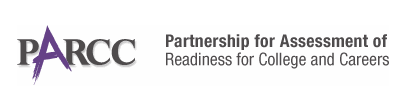 PARCC
Partnership for Assessment of
Readiness for College and Careers